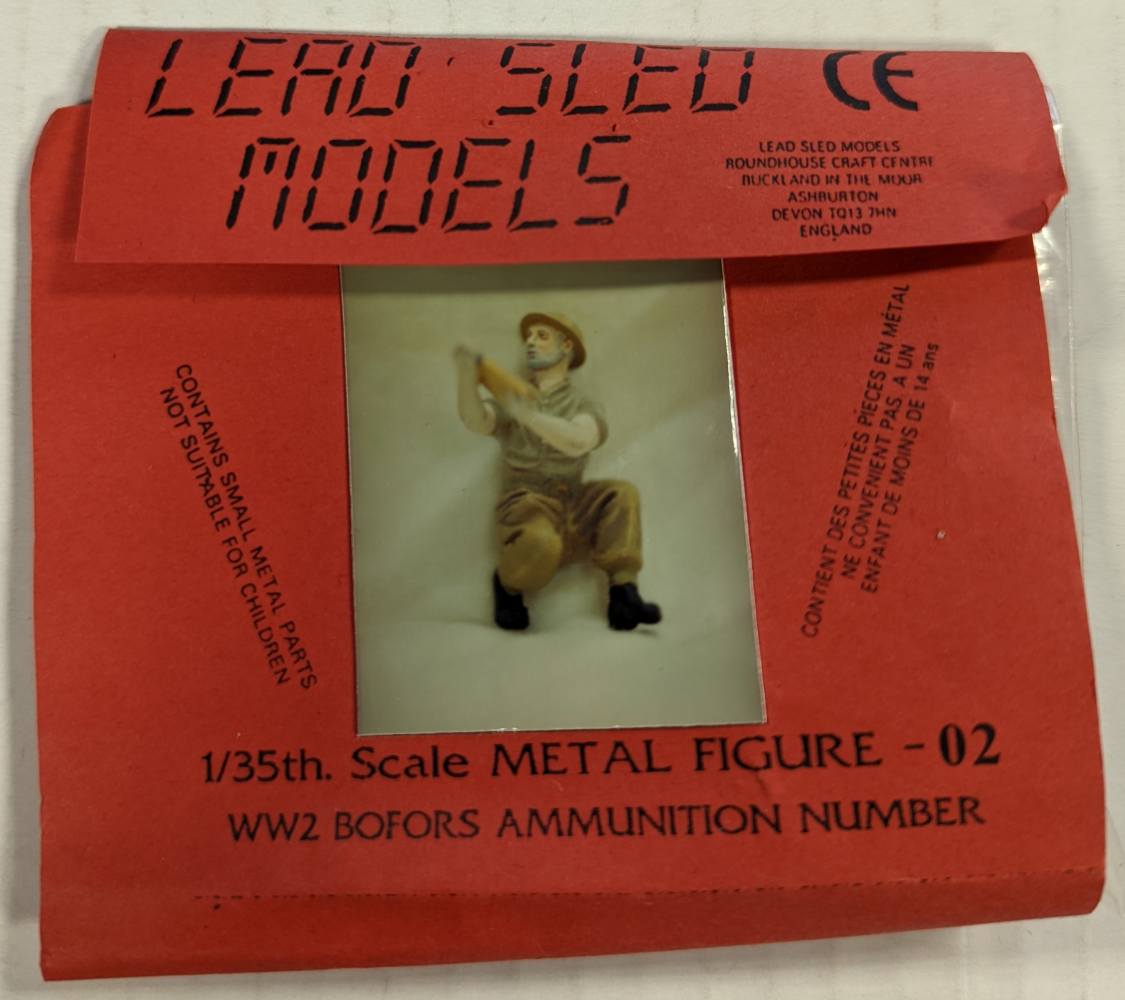 LEAD SLED CE
MODELS
LEAD SLED MODELS
ROUNDHOUSE CRAFT CENTRE
BUCKLAND IN THE MOOR
ASHBURTON
DEVON TQ13 7HN
ENGLAND
CONTAINS SMALL METAL PARTS
NOT SUITABLE FOR CHILDREN
CONTIENT DES PETITES PIECES EN MÉTAL
NE CONVENIENT PAS, A UN
ENFANT DE MOINS DE 14 ans
1/35th. Scale METAL FIGURE - 02
WW2 BOFORS AMMUNITION NUMBER